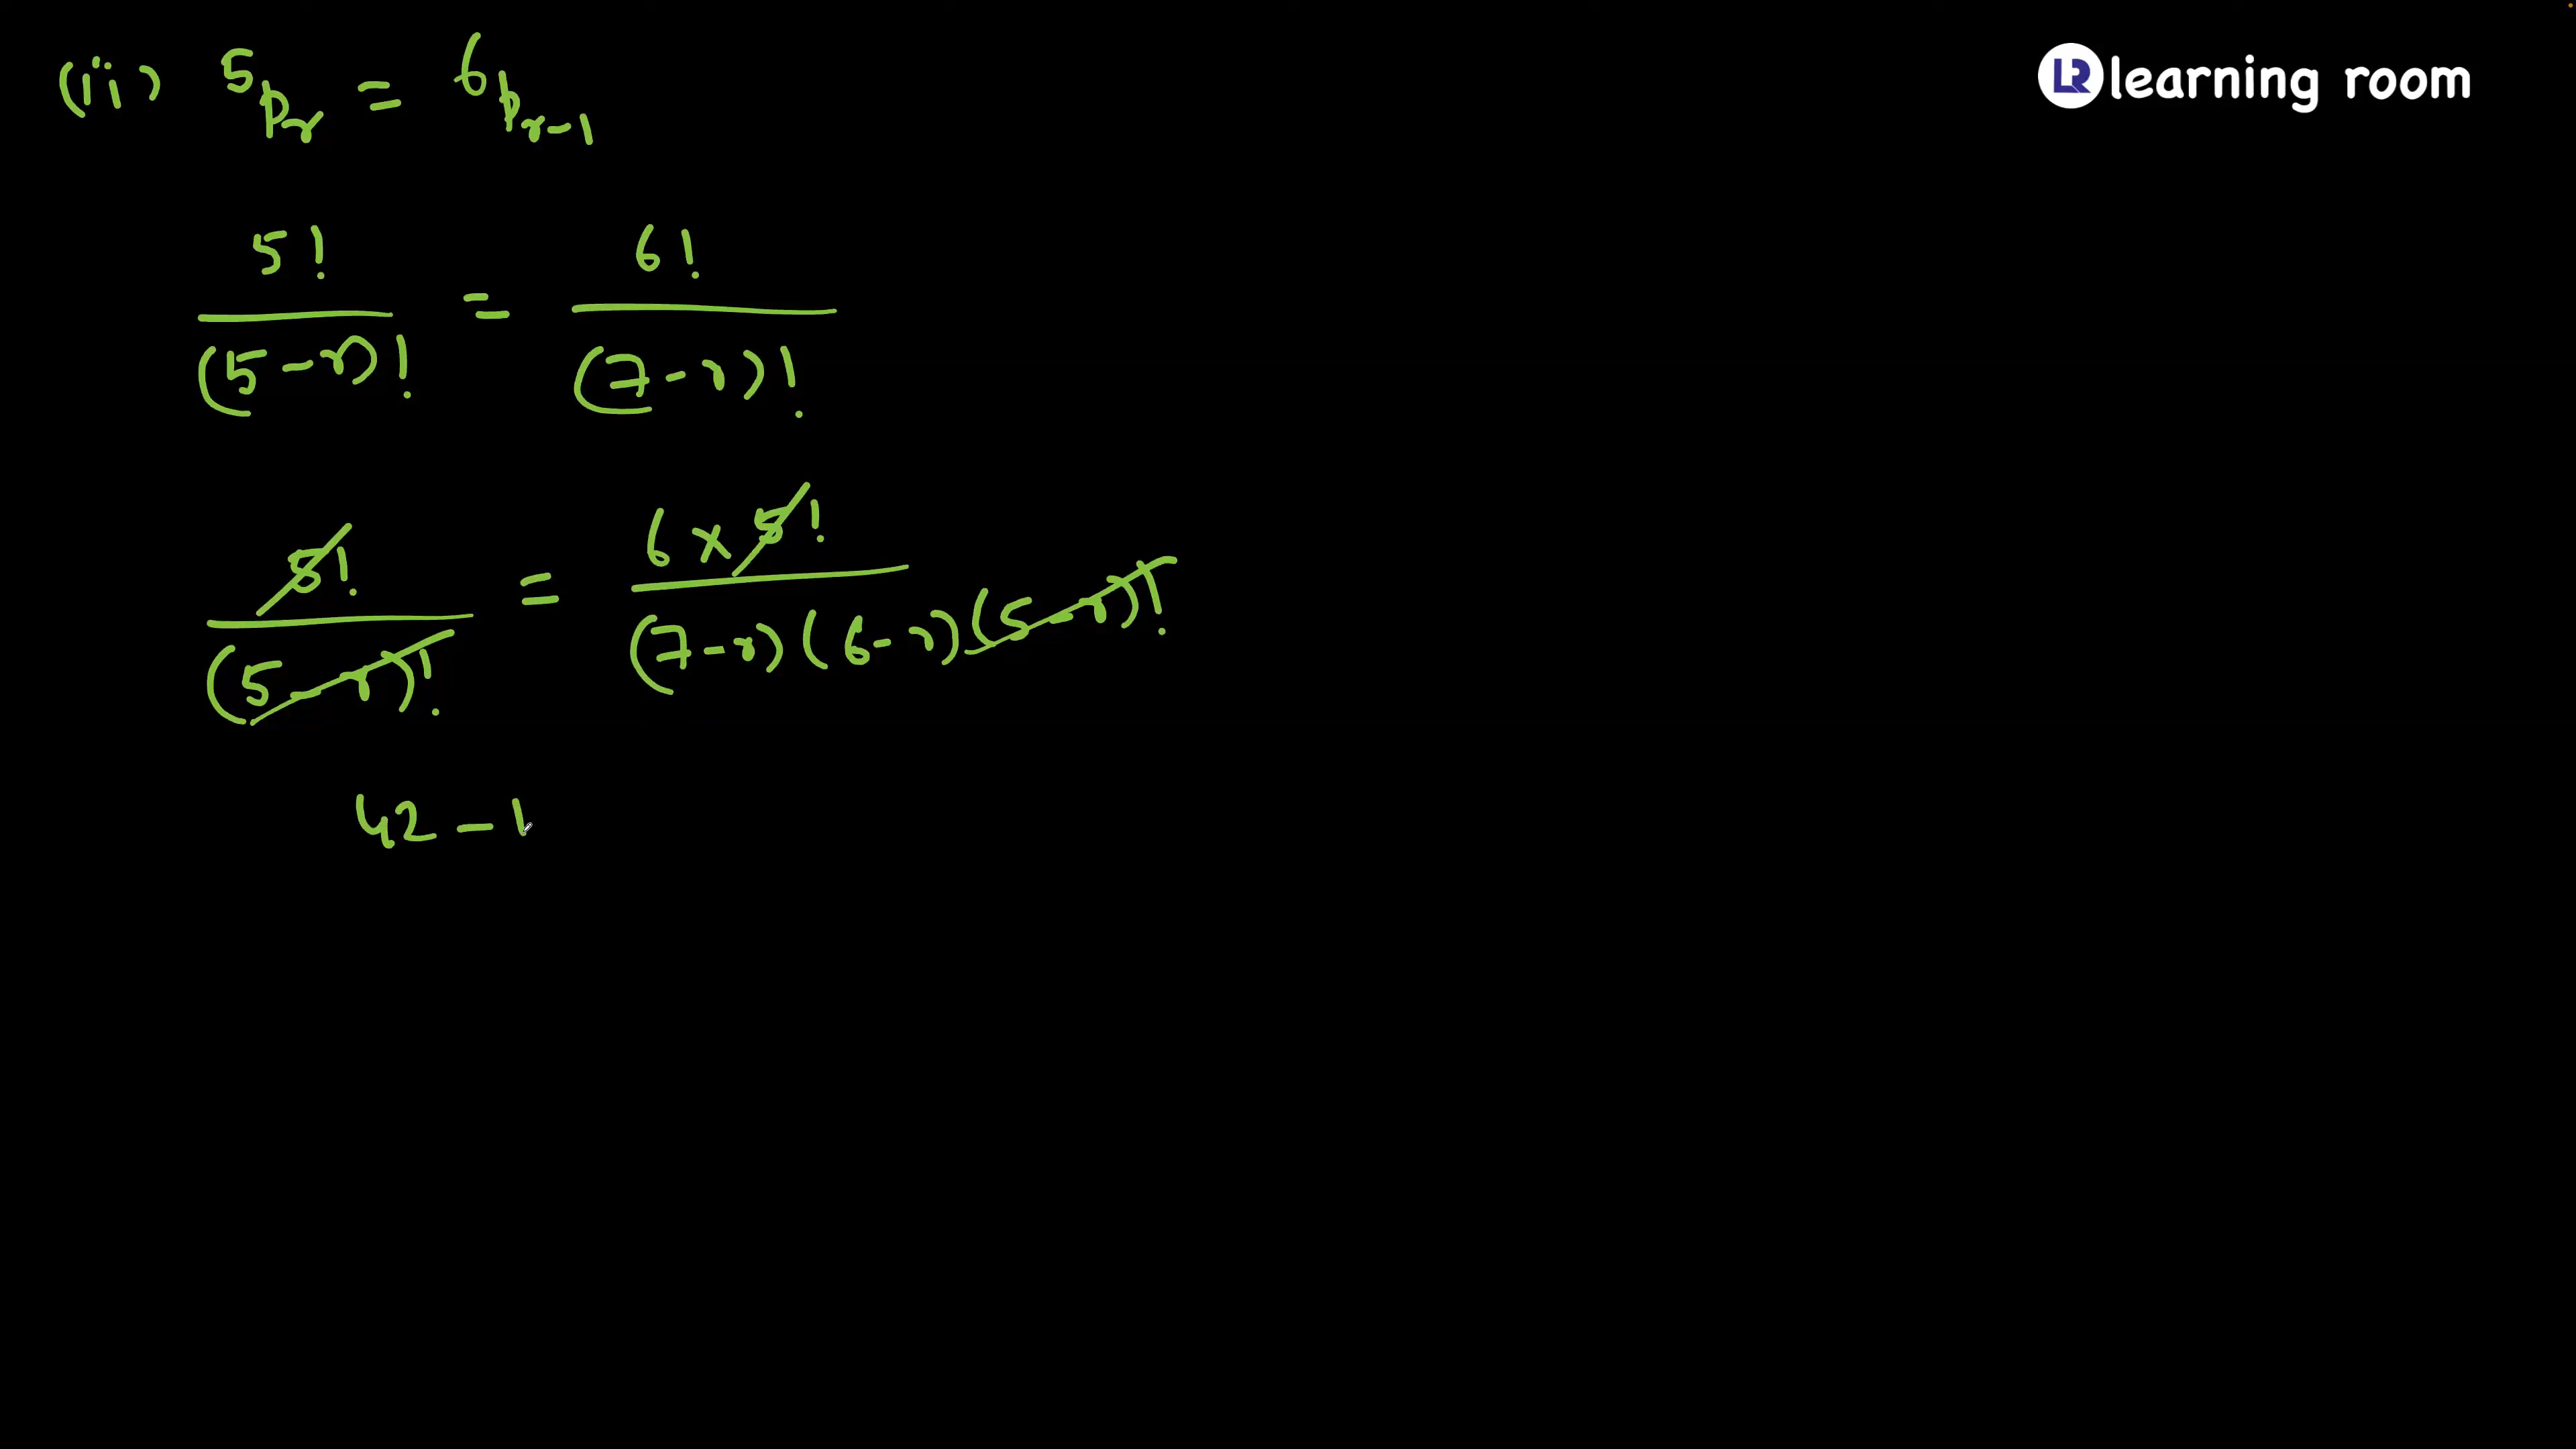 learning room
(ii) ⁵Pᵣ = ⁶Pᵣ₋₁
5! / (5-r)! = 6! / (7-r)!
5! / (5-r)! = 6 x 5! / (7-r)(6-r)(5-r)!
42 - 1